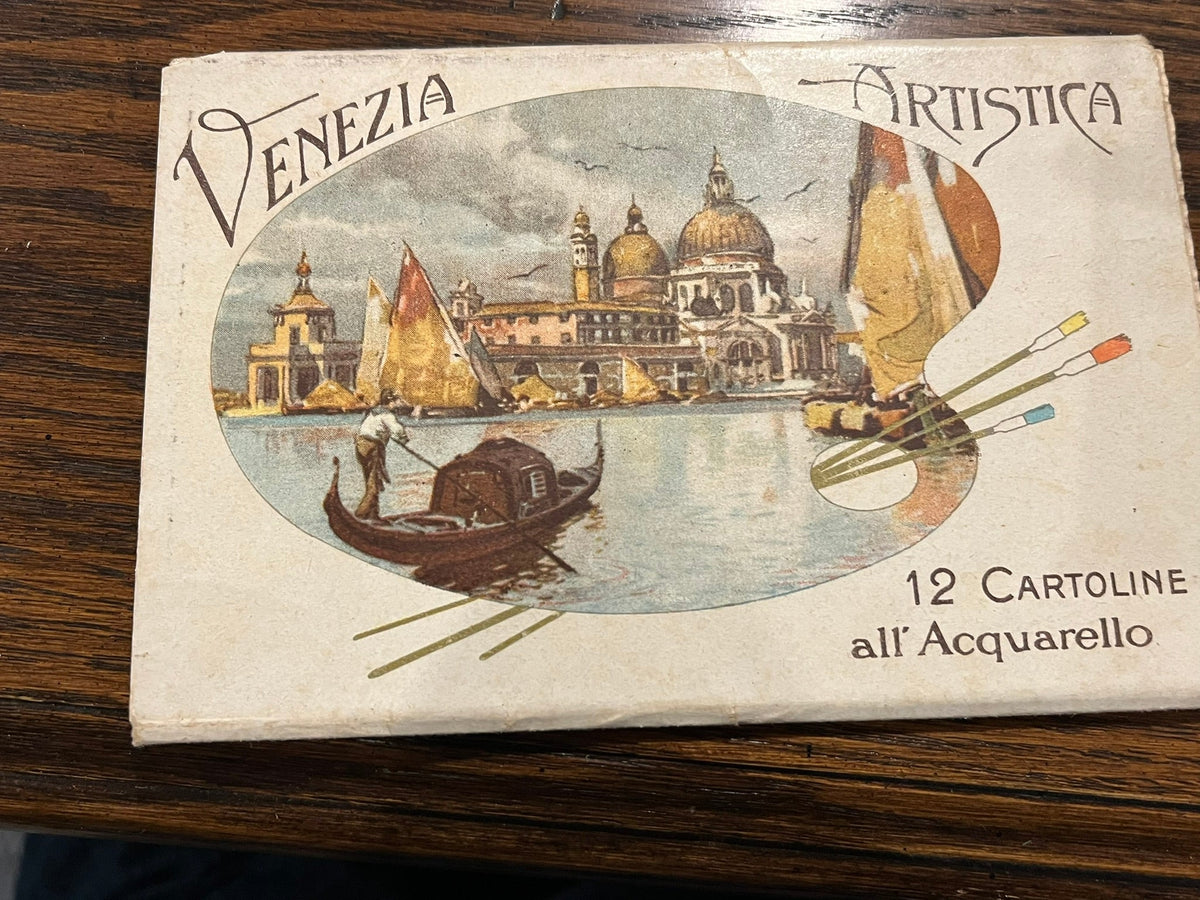 VENEZIA ARTISTICA
12 CARTOLINE
all' Acquarello